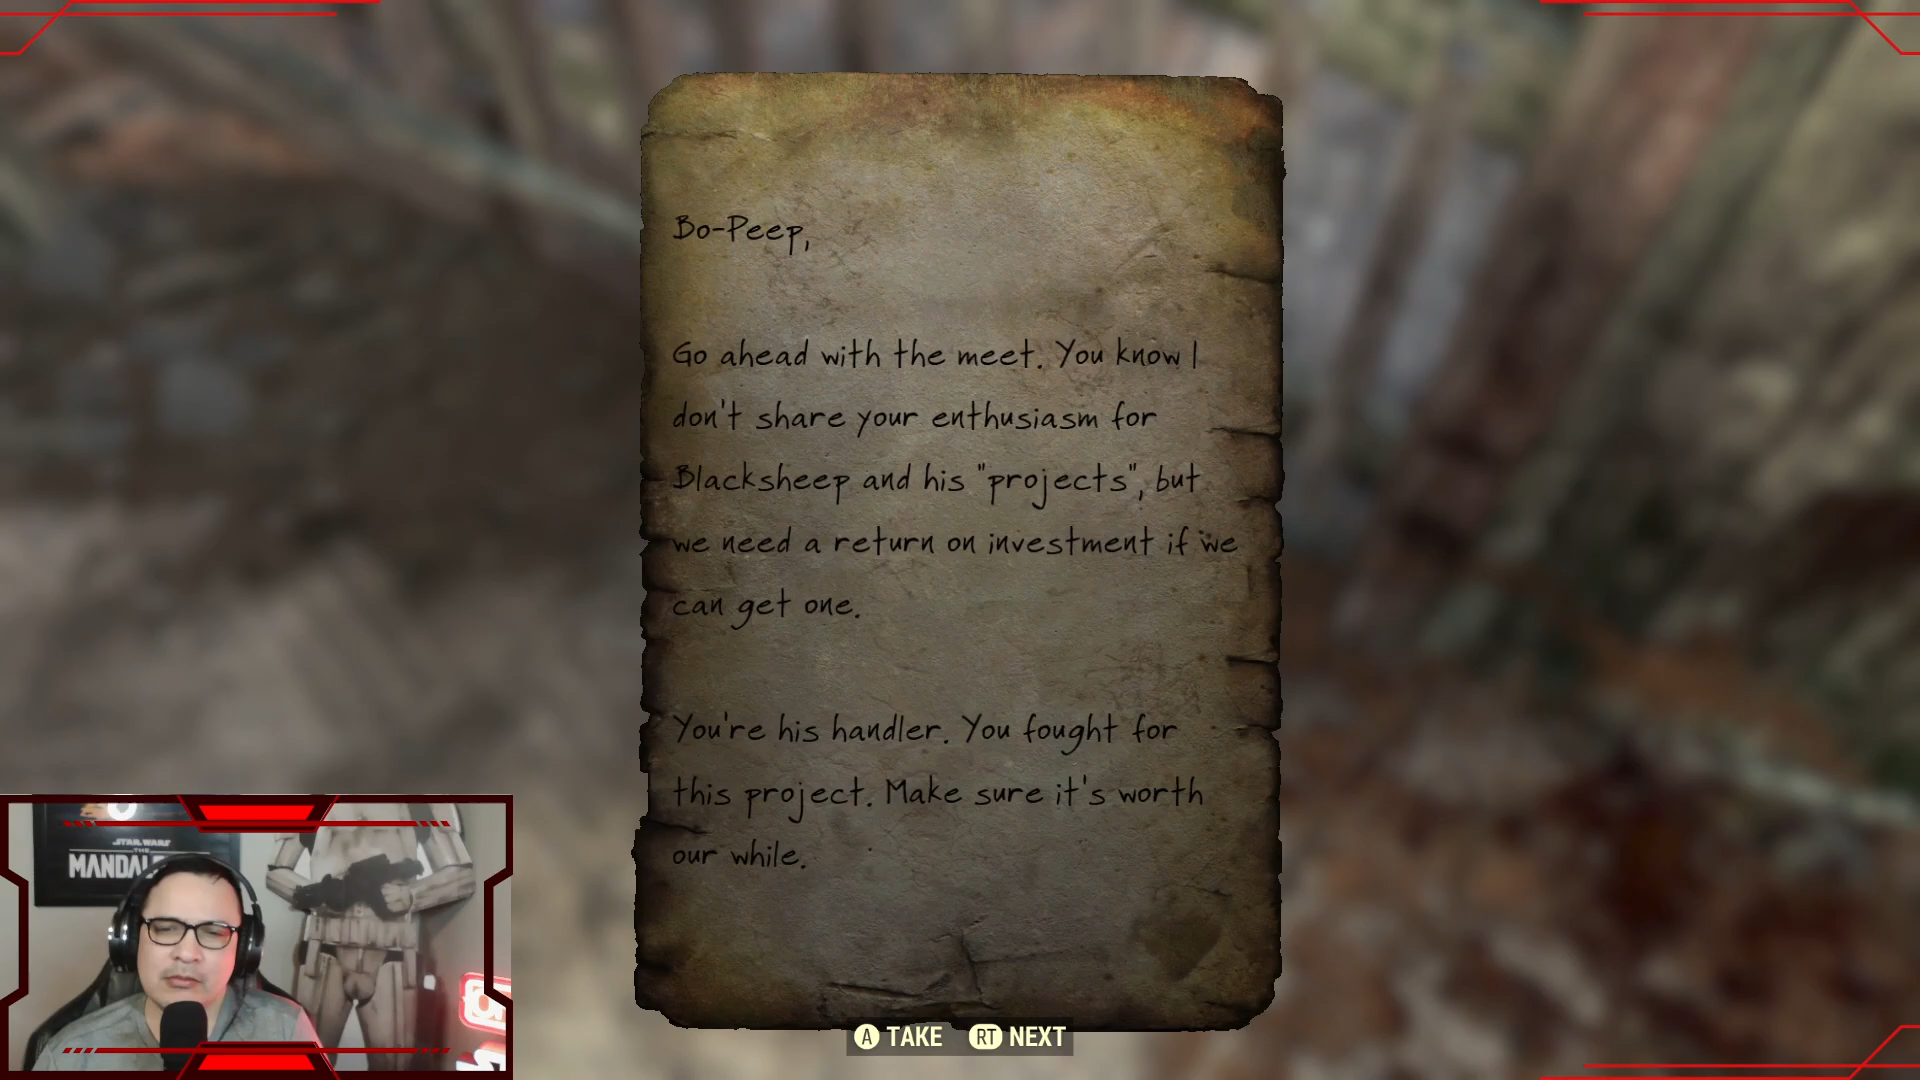 Bo-Peep,
Go ahead with the meet. You know I
don't share your enthusiasm for
Blacksheep and his "projects", but
we need a return on investment if we
can get one.
You're his handler. You fought for
this project. Make sure it's worth
our while.
STAR WARS
THE
A TAKE RT NEXT